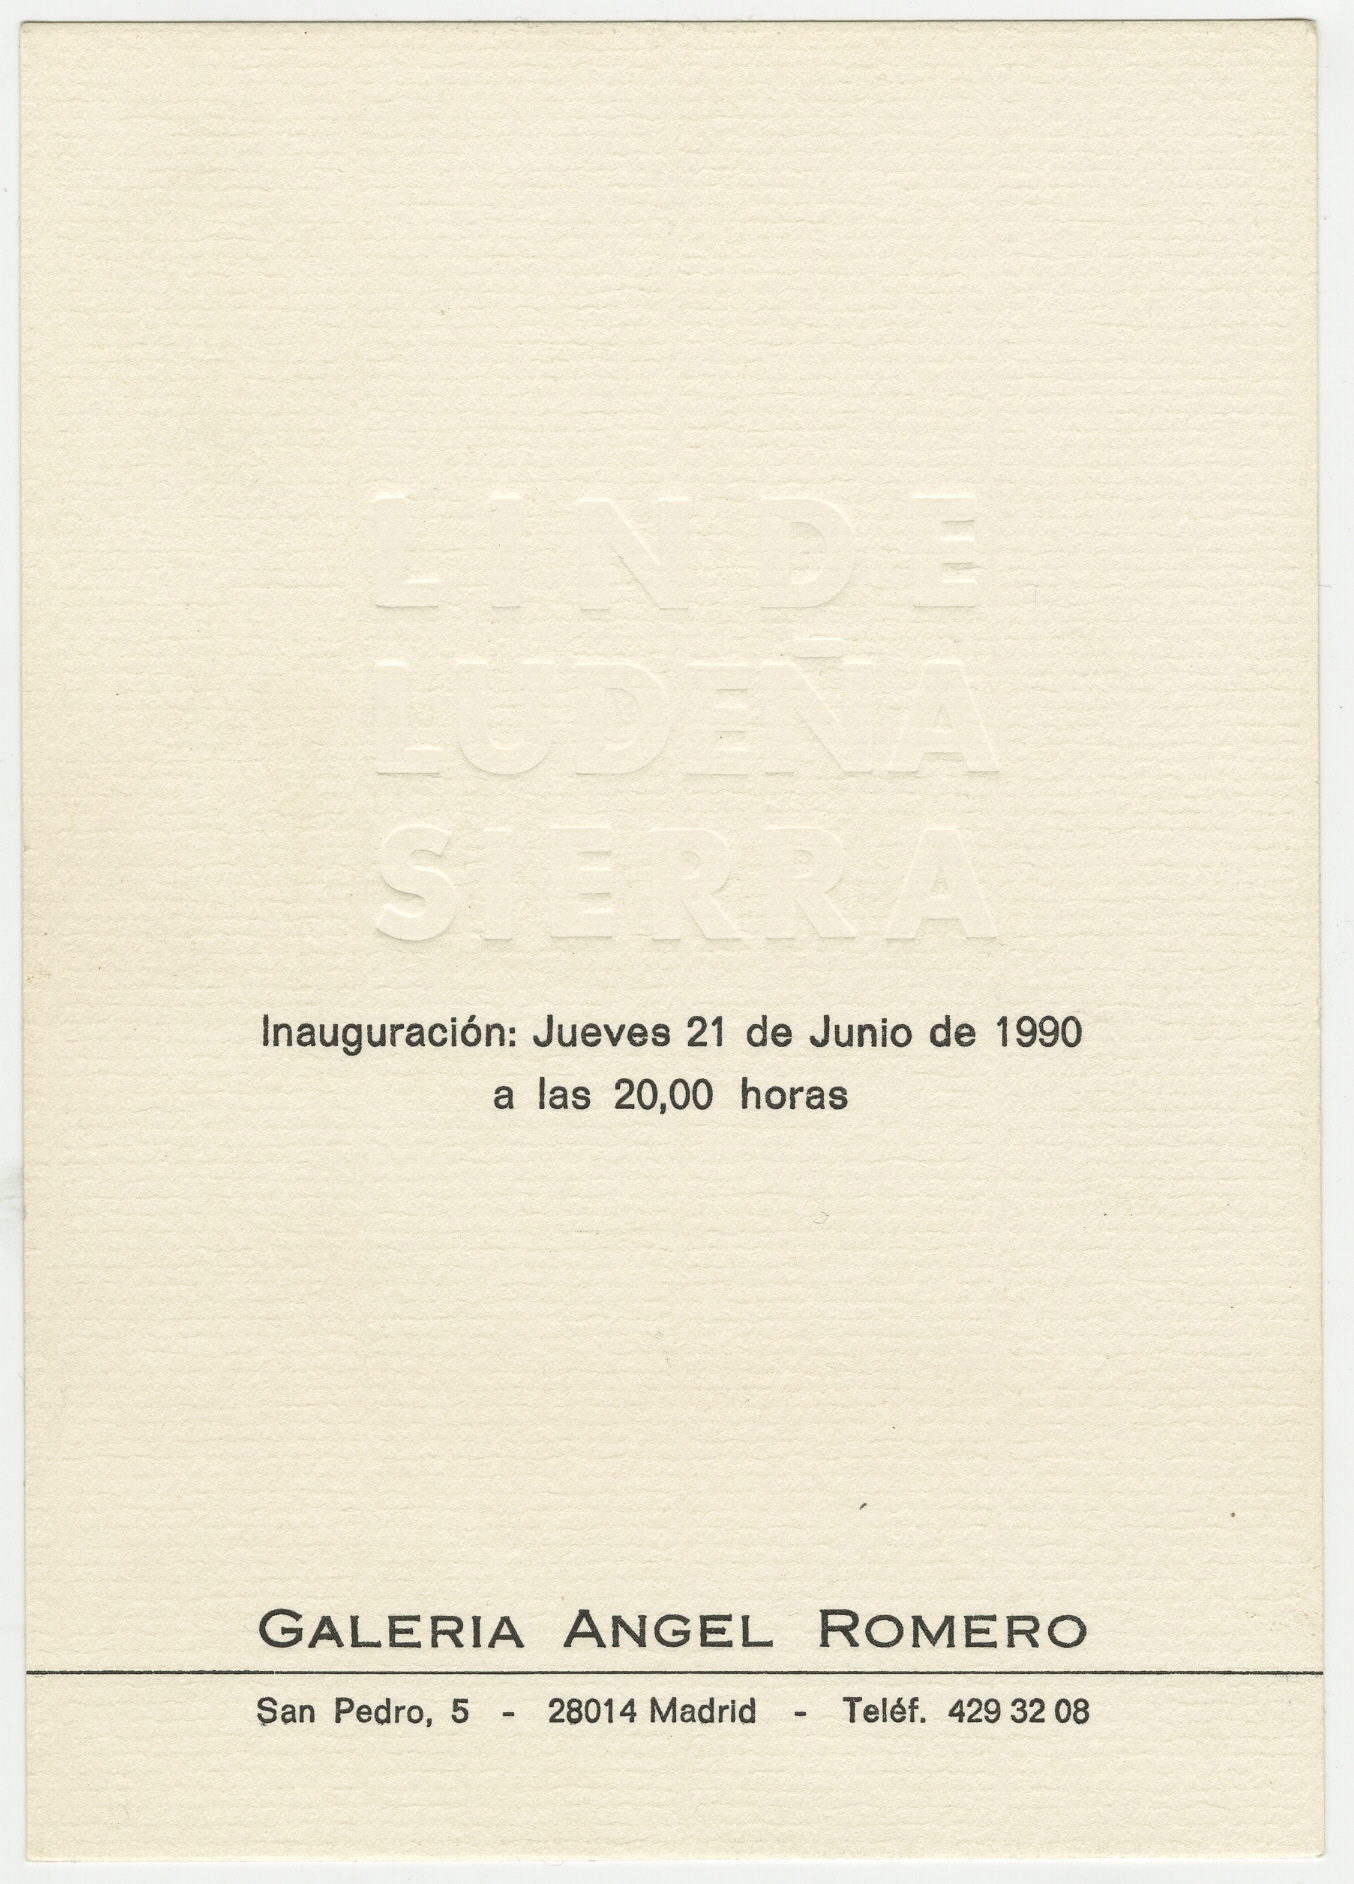 LINDE
LUDEÑA
SIERRA
Inauguración: Jueves 21 de Junio de 1990
a las 20,00 horas
GALERIA ANGEL ROMERO
San Pedro, 5 - 28014 Madrid - Teléf. 429 32 08